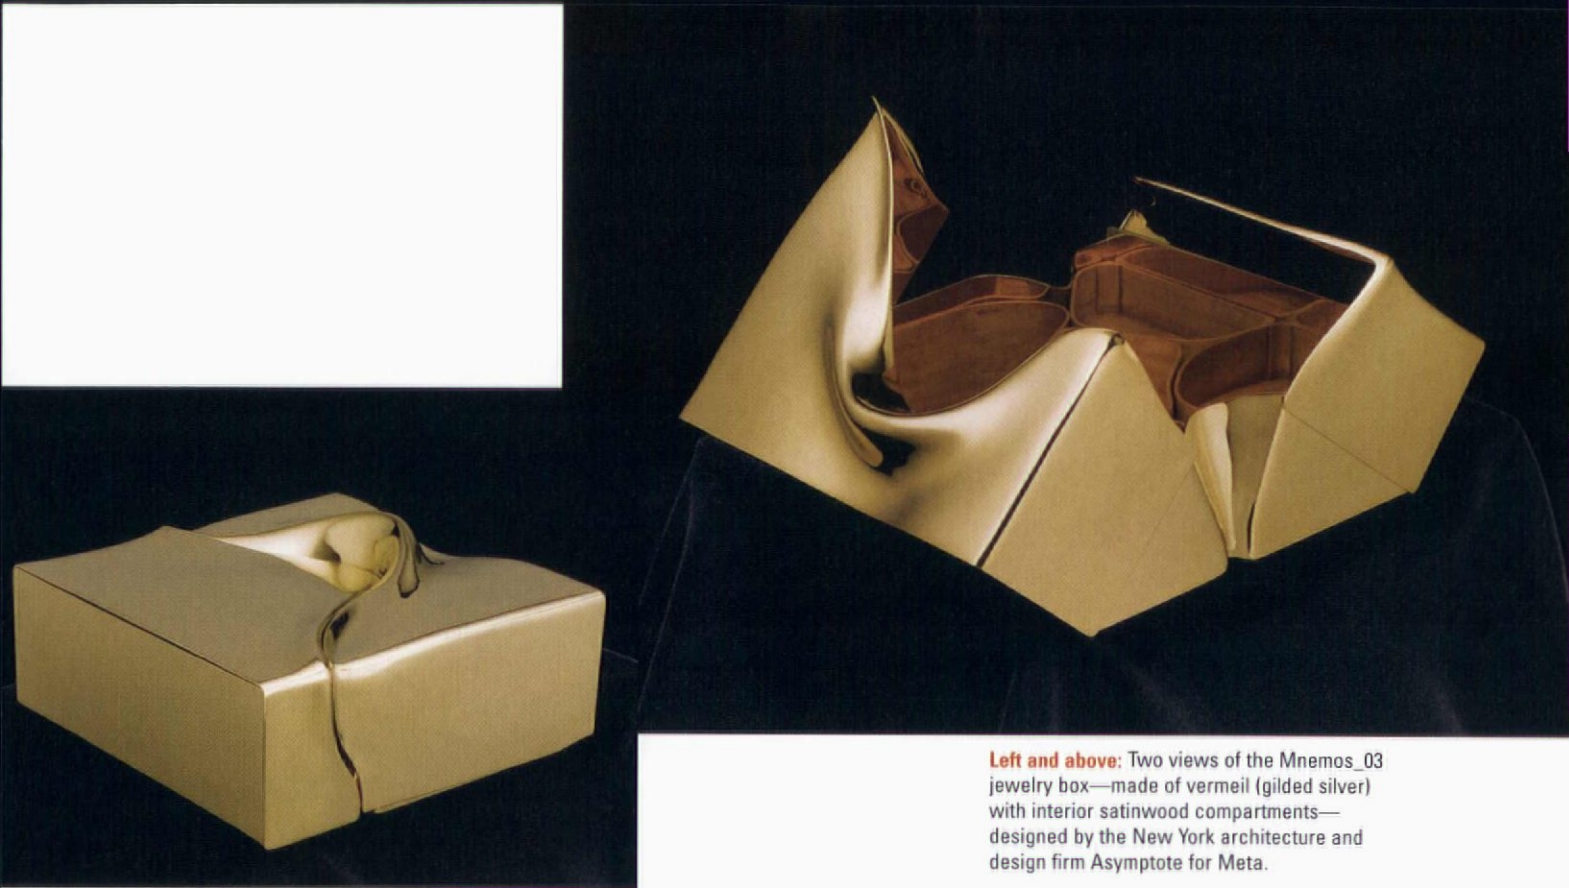 Left and above: Two views of the Mnemos_03
jewelry box—made of vermeil (gilded silver)
with interior satinwood compartments—
designed by the New York architecture and
design firm Asymptote for Meta.